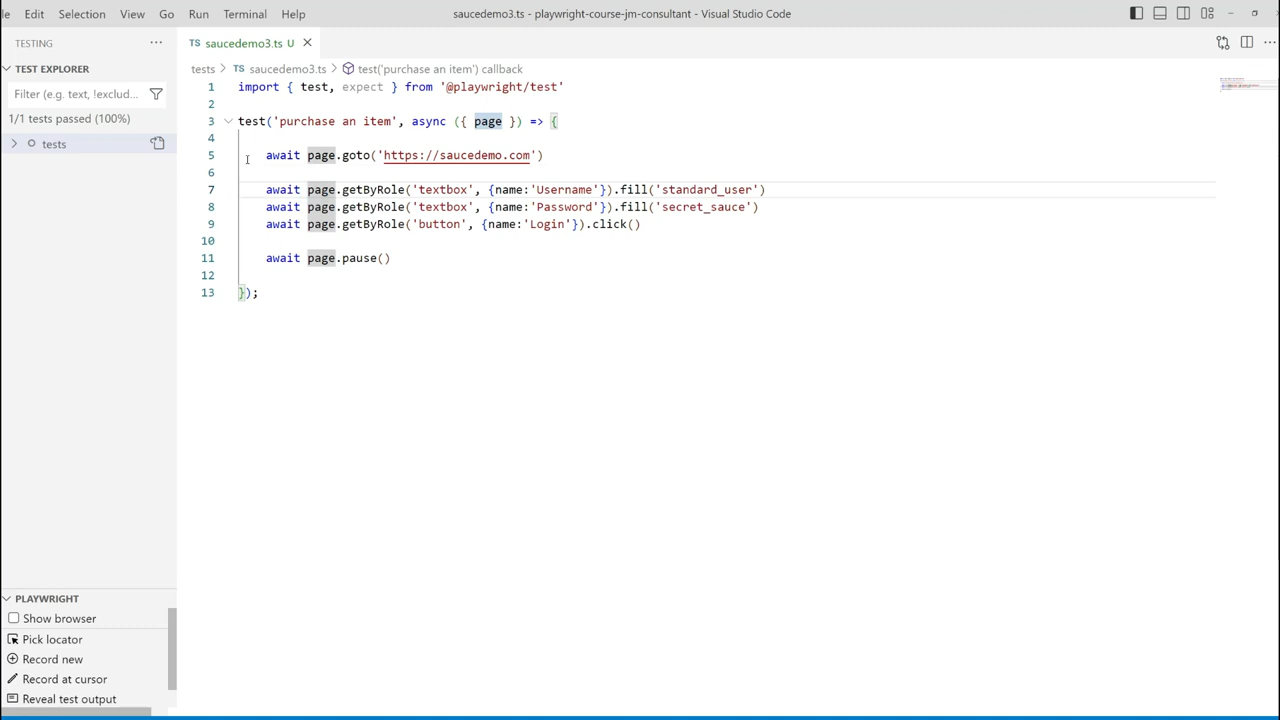 le Edit Selection View Go Run Terminal Help saucedemo3.ts - playwright-course-jm-consultant - Visual Studio Code
TESTING
TS saucedemo3.ts U
TEST EXPLORER
tests > TS saucedemo3.ts > test('purchase an item') callback
Filter (e.g. text, !exclud...
1/1 tests passed (100%)
tests
1 import { test, expect } from '@playwright/test'
2
3 test('purchase an item', async ({ page }) => {
4
5 await page.goto('https://saucedemo.com')
6
7 await page.getByRole('textbox', {name:'Username'}).fill('standard_user')
8 await page.getByRole('textbox', {name:'Password'}).fill('secret_sauce')
9 await page.getByRole('button', {name:'Login'}).click()
10
11 await page.pause()
12
13 });
PLAYWRIGHT
Show browser
Pick locator
Record new
Record at cursor
Reveal test output